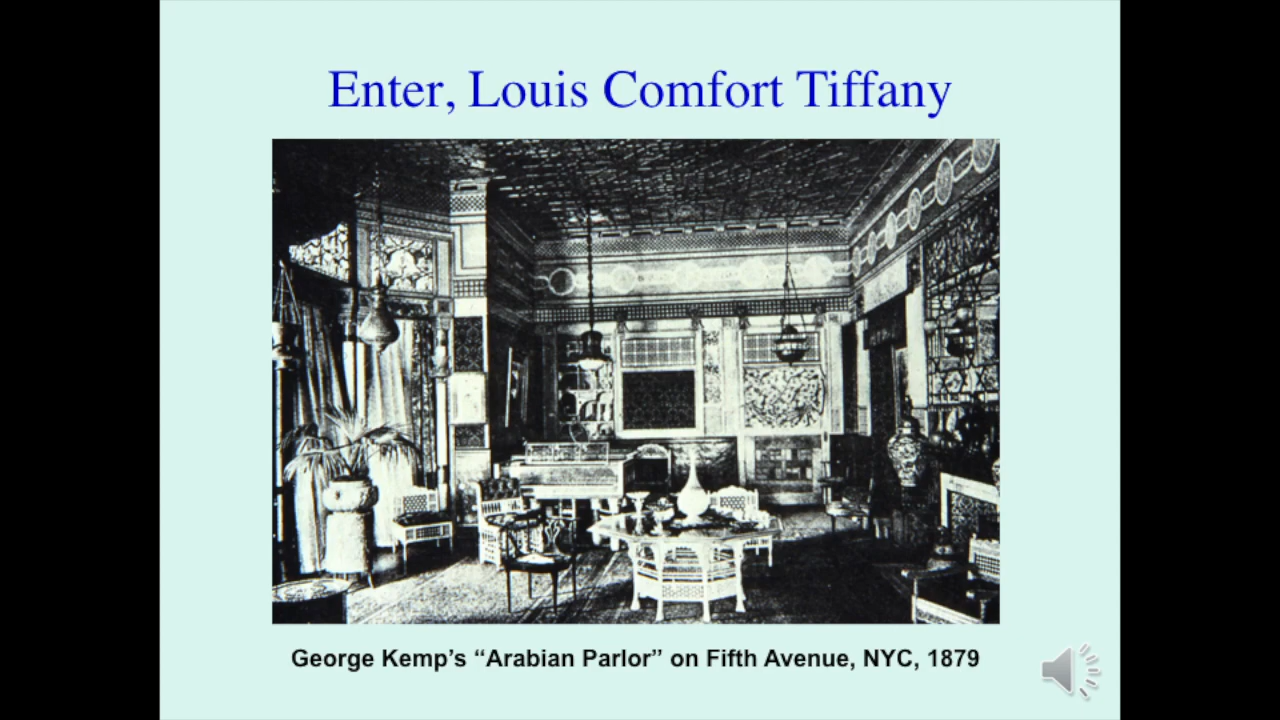 Enter, Louis Comfort Tiffany
George Kemp’s “Arabian Parlor” on Fifth Avenue, NYC, 1879